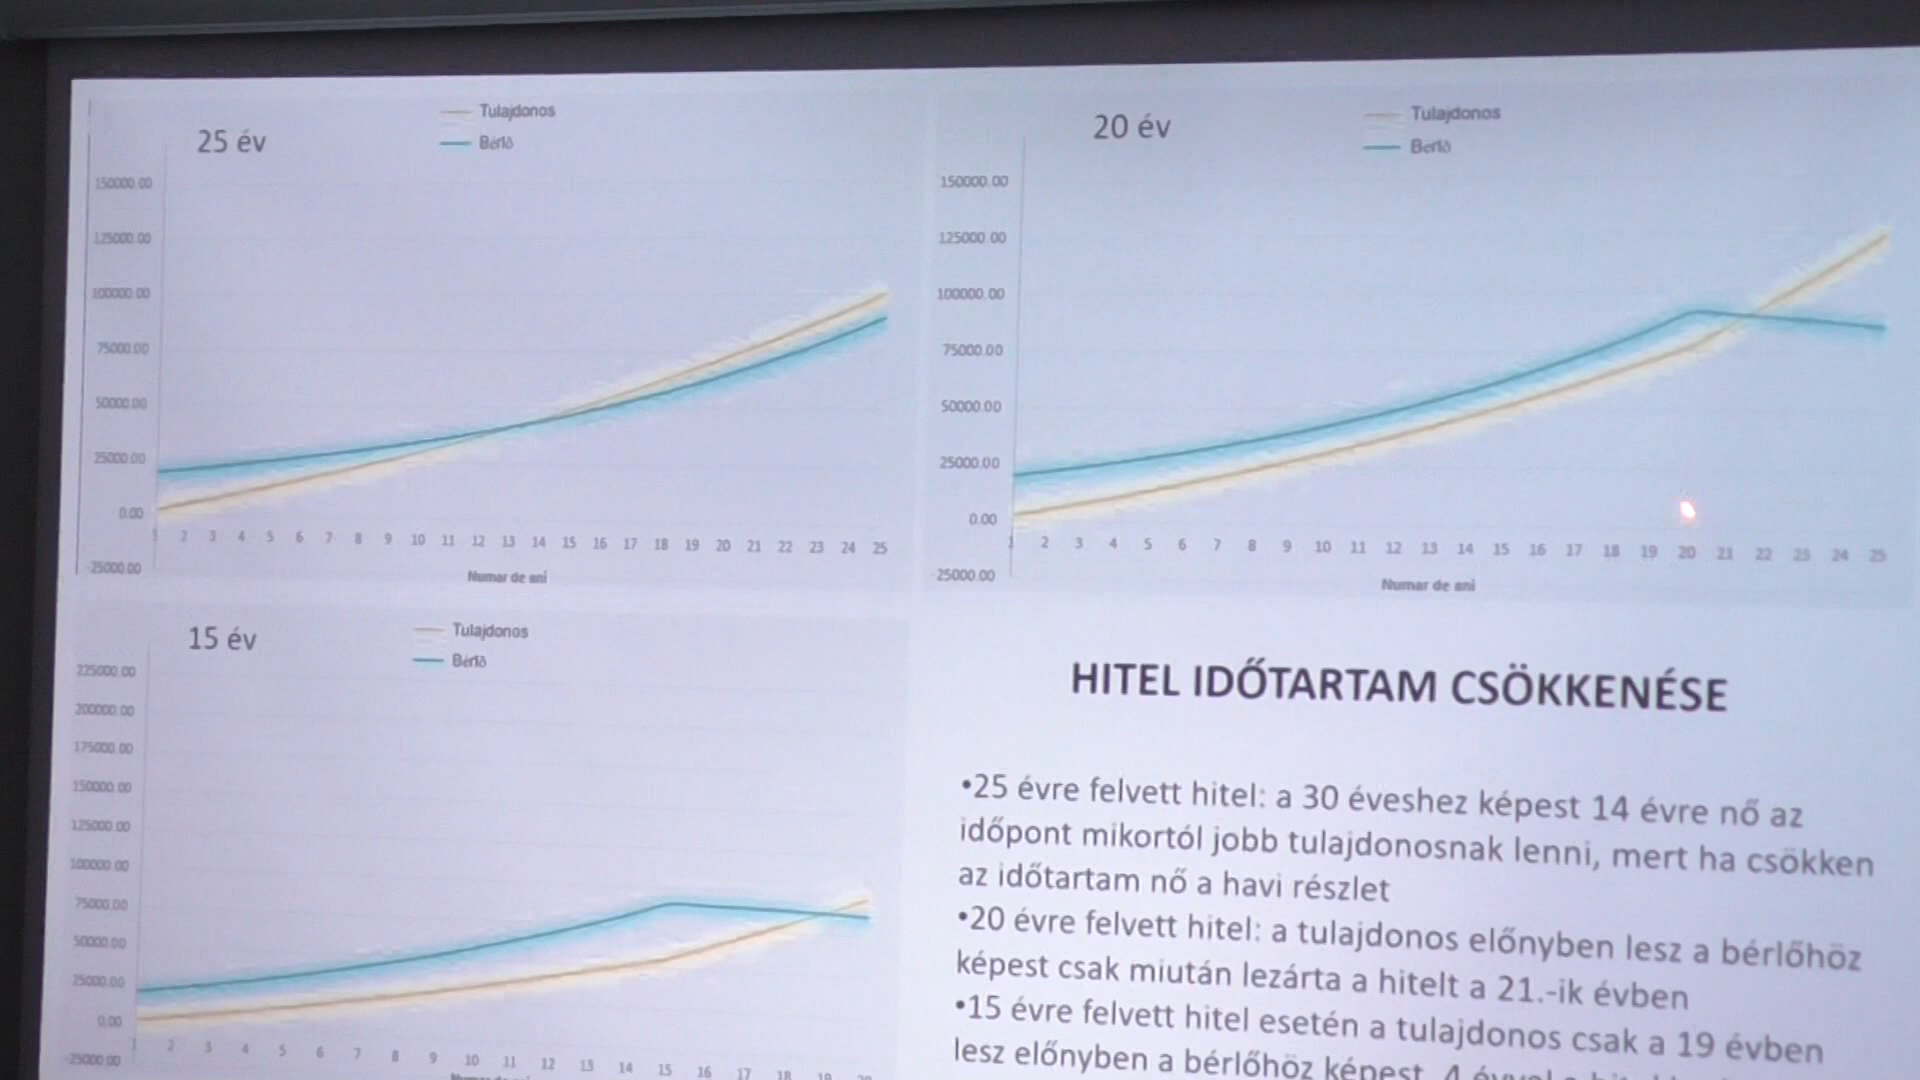 25 év
Tulajdonos
Bérlő
150000.00
125000.00
100000.00
75000.00
50000.00
25000.00
0.00
-25000.00
1 2 3 4 5 6 7 8 9 10 11 12 13 14 15 16 17 18 19 20 21 22 23 24 25
Numar de ani
20 év
Tulajdonos
Bérlő
150000.00
125000.00
100000.00
75000.00
50000.00
25000.00
0.00
-25000.00
1 2 3 4 5 6 7 8 9 10 11 12 13 14 15 16 17 18 19 20 21 22 23 24 25
Numar de ani
15 év
Tulajdonos
Bérlő
225000.00
200000.00
175000.00
150000.00
125000.00
100000.00
75000.00
50000.00
25000.00
0.00
-25000.00
1 2 3 4 5 6 7 8 9 10 11 12 13 14 15 16 17 18 19
HITEL IDŐTARTAM CSÖKKENÉSE
•25 évre felvett hitel: a 30 éveshez képest 14 évre nő az
időpont mikortól jobb tulajdonosnak lenni, mert ha csökken
az időtartam nő a havi részlet
•20 évre felvett hitel: a tulajdonos előnyben lesz a bérlőhöz
képest csak miután lezárta a hitelt a 21.-ik évben
•15 évre felvett hitel esetén a tulajdonos csak a 19 évben
lesz előnyben a bérlőhöz képest, 4 évvel